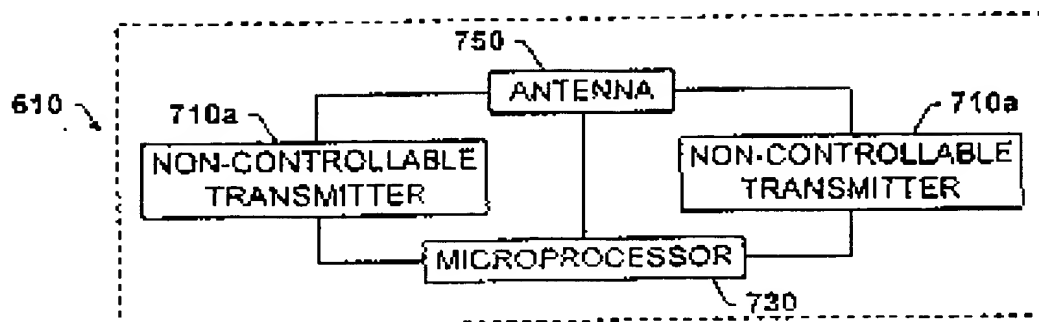 750
ANTENNA
610
710a
710a
NON-CONTROLLABLE
TRANSMITTER
NON-CONTROLLABLE
TRANSMITTER
MICROPROCESSOR
730